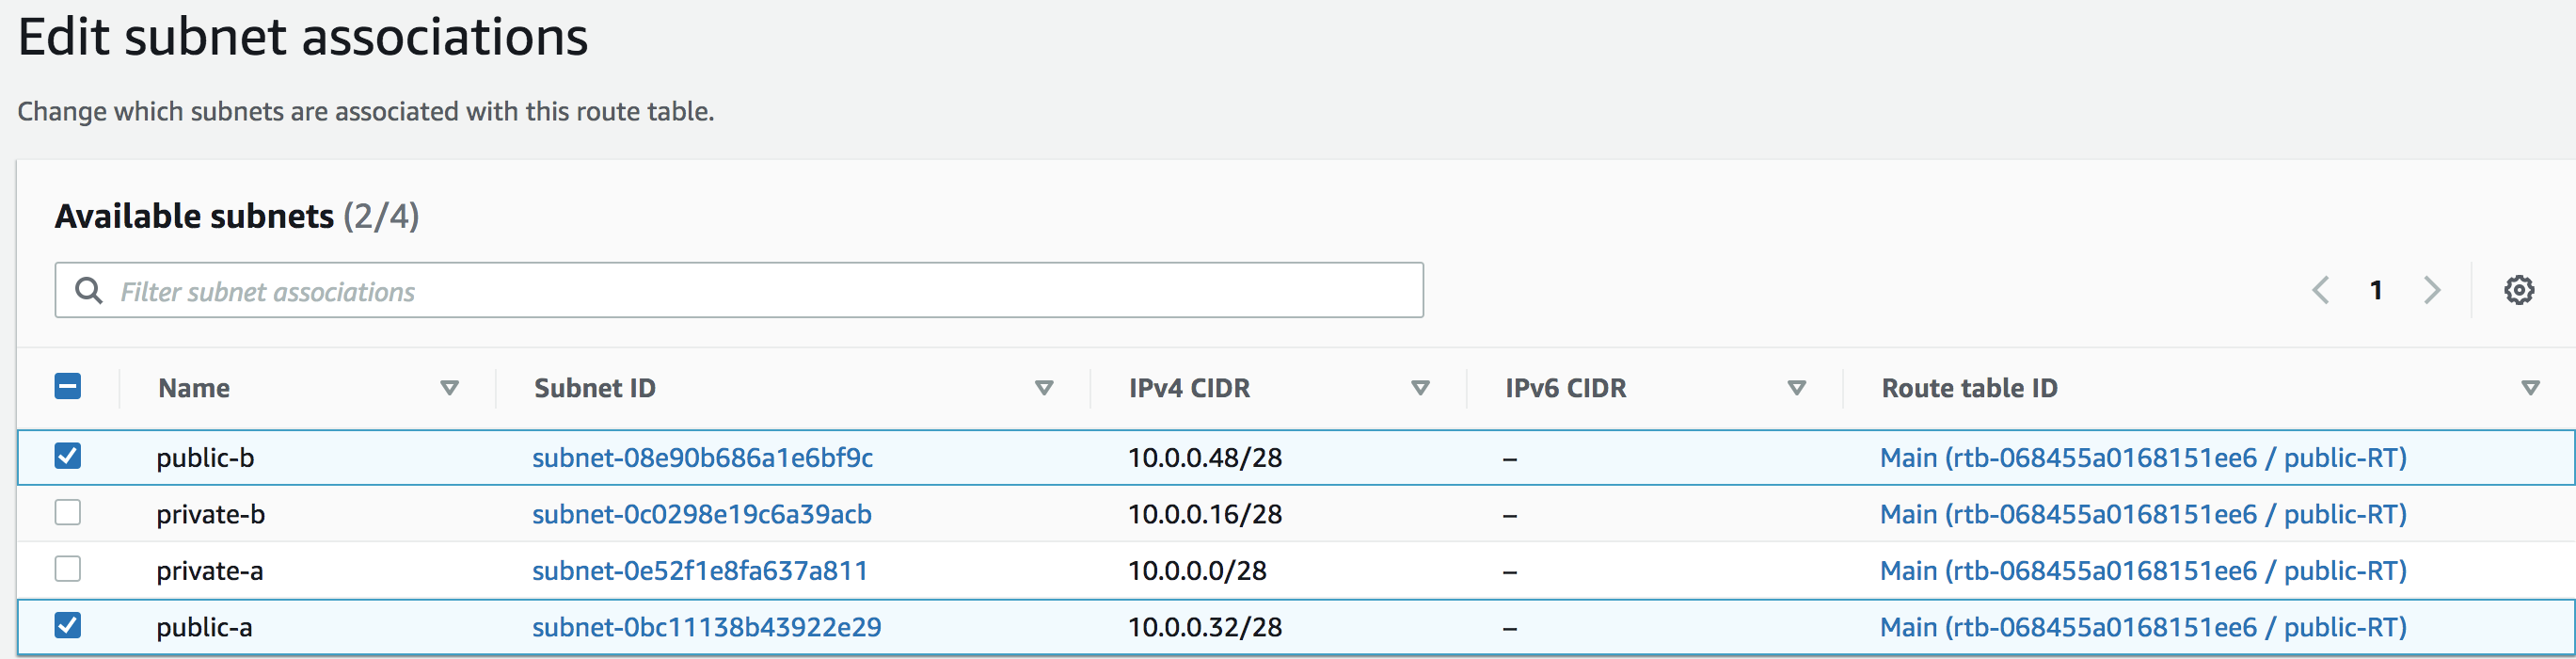 Edit subnet associations
Change which subnets are associated with this route table.
Available subnets (2/4)
Filter subnet associations
1
Name Subnet ID IPv4 CIDR IPv6 CIDR Route table ID
public-b subnet-08e90b686a1e6bf9c 10.0.0.48/28 – Main (rtb-068455a0168151ee6 / public-RT)
private-b subnet-0c0298e19c6a39acb 10.0.0.16/28 – Main (rtb-068455a0168151ee6 / public-RT)
private-a subnet-0e52f1e8fa637a811 10.0.0.0/28 – Main (rtb-068455a0168151ee6 / public-RT)
public-a subnet-0bc11138b43922e29 10.0.0.32/28 – Main (rtb-068455a0168151ee6 / public-RT)